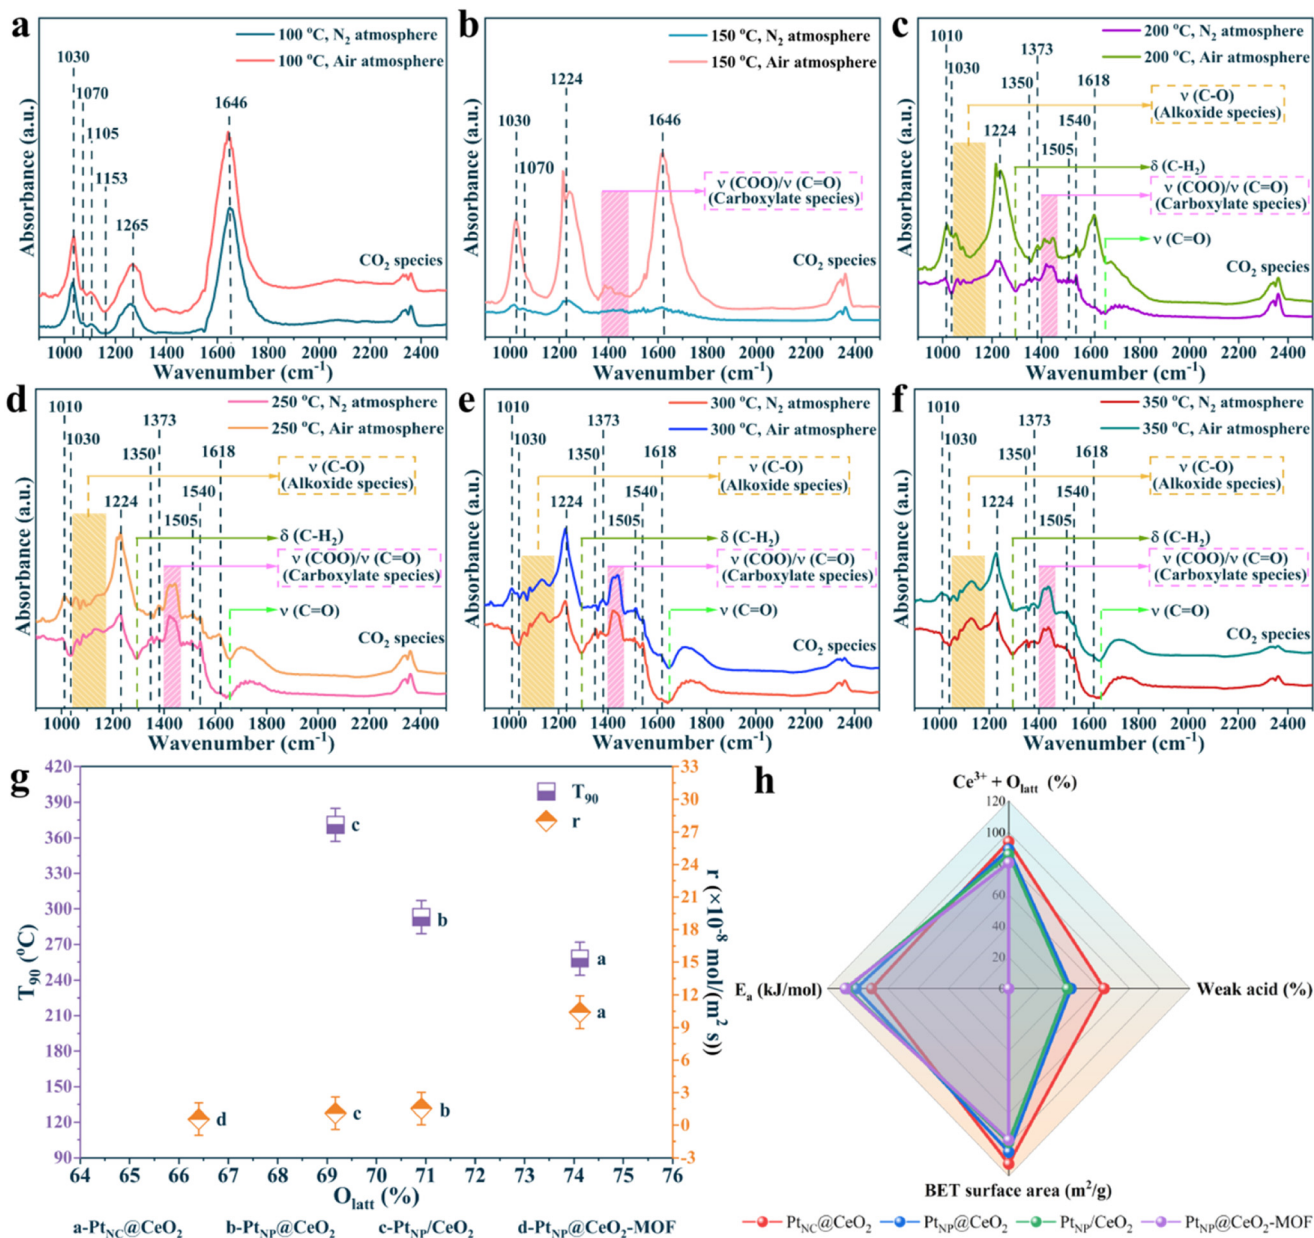 a
100 °C, N₂ atmosphere
100 °C, Air atmosphere
1030
1070
1105
1153
1265
1646
CO₂ species
Absorbance (a.u.)
1000 1200 1400 1600 1800 2000 2200 2400
Wavenumber (cm⁻¹)
b
150 °C, N₂ atmosphere
150 °C, Air atmosphere
1224
1030
1070
1646
ν (COO)/ν (C=O)
(Carboxylate species)
CO₂ species
Absorbance (a.u.)
1000 1200 1400 1600 1800 2000 2200 2400
Wavenumber (cm⁻¹)
c
200 °C, N₂ atmosphere
200 °C, Air atmosphere
1010
1030
1373
1350
1618
1540
1224
1505
ν (C-O)
(Alkoxide species)
δ (C-H₂)
ν (COO)/ν (C=O)
(Carboxylate species)
ν (C=O)
CO₂ species
Absorbance (a.u.)
1000 1200 1400 1600 1800 2000 2200 2400
Wavenumber (cm⁻¹)
d
250 °C, N₂ atmosphere
250 °C, Air atmosphere
1010
1373
1030
1350
1618
ν (C-O)
(Alkoxide species)
1224
1540
1505
δ (C-H₂)
ν (COO)/ν (C=O)
(Carboxylate species)
ν (C=O)
CO₂ species
Absorbance (a.u.)
1000 1200 1400 1600 1800 2000 2200 2400
Wavenumber (cm⁻¹)
e
300 °C, N₂ atmosphere
300 °C, Air atmosphere
1010
1373
1030
1350
1618
ν (C-O)
(Alkoxide species)
1224
1540
1505
δ (C-H₂)
ν (COO)/ν (C=O)
(Carboxylate species)
ν (C=O)
CO₂ species
Absorbance (a.u.)
1000 1200 1400 1600 1800 2000 2200 2400
Wavenumber (cm⁻¹)
f
350 °C, N₂ atmosphere
350 °C, Air atmosphere
1010
1373
1030
1350
1618
ν (C-O)
(Alkoxide species)
1224
1540
1505
δ (C-H₂)
ν (COO)/ν (C=O)
(Carboxylate species)
ν (C=O)
CO₂ species
Absorbance (a.u.)
1000 1200 1400 1600 1800 2000 2200 2400
Wavenumber (cm⁻¹)
g
420
390
360
330
300
270
240
210
180
150
120
90
T₉₀ (°C)
T₉₀
r
c
b
a
a
d
c
b
33
30
27
24
21
18
15
12
9
6
3
0
-3
r (×10⁻⁸ mol/(m² s))
64 65 66 67 68 69 70 71 72 73 74 75 76
O_latt (%)
a-Pt_NC@CeO₂ b-Pt_NP@CeO₂ c-Pt_NP/CeO₂ d-Pt_NP@CeO₂-MOF
h
Ce³⁺ + O_latt (%)
120
100
80
60
40
20
0
Eₐ (kJ/mol)
Weak acid (%)
BET surface area (m²/g)
Pt_NC@CeO₂ Pt_NP@CeO₂ Pt_NP/CeO₂ Pt_NP@CeO₂-MOF